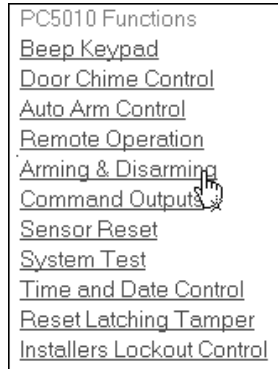 PC5010 Functions
Beep Keypad
Door Chime Control
Auto Arm Control
Remote Operation
Arming & Disarming
Command Outputs
Sensor Reset
System Test
Time and Date Control
Reset Latching Tamper
Installers Lockout Control